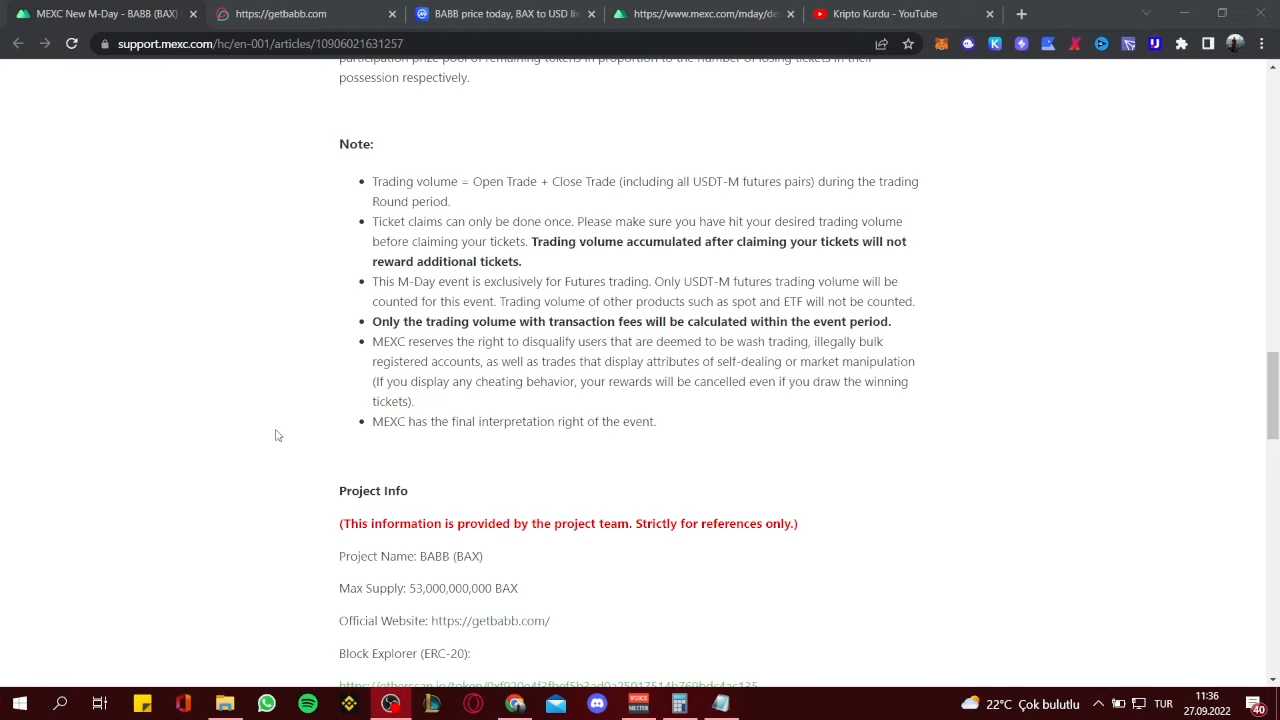 MEXC New M-Day - BABB (BAX)
https://getbabb.com/
BABB price today, BAX to USD liv
https://www.mexc.com/mday/de
Kripto Kurdu - YouTube
support.mexc.com/hc/en-001/articles/10906021631257
participation prize pool of remaining tokens in proportion to the number of losing tickets in their
possession respectively.
Note:
Trading volume = Open Trade + Close Trade (including all USDT-M futures pairs) during the trading
Round period.
Ticket claims can only be done once. Please make sure you have hit your desired trading volume
before claiming your tickets. Trading volume accumulated after claiming your tickets will not
reward additional tickets.
This M-Day event is exclusively for Futures trading. Only USDT-M futures trading volume will be
counted for this event. Trading volume of other products such as spot and ETF will not be counted.
Only the trading volume with transaction fees will be calculated within the event period.
MEXC reserves the right to disqualify users that are deemed to be wash trading, illegally bulk
registered accounts, as well as trades that display attributes of self-dealing or market manipulation
(If you display any cheating behavior, your rewards will be cancelled even if you draw the winning
tickets).
MEXC has the final interpretation right of the event.
Project Info
(This information is provided by the project team. Strictly for references only.)
Project Name: BABB (BAX)
Max Supply: 53,000,000,000 BAX
Official Website: https://getbabb.com/
Block Explorer (ERC-20):
VOICE
MEETER
22°C Çok bulutlu
TUR
11:36
27.09.2022
40